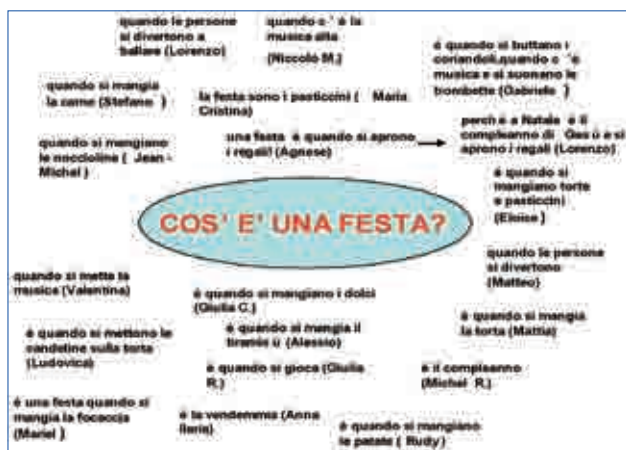 quando le persone
si divertono a
ballare (Lorenzo)
quando c ' é la
musica alta
(Niccolò M.)
é quando si buttano i
coriandoli,quando c 'é
musica e si suonano le
trombette (Gabriele )
quando si mangia
la carne (Stefano )
la festa sono i pasticcini ( Maria
Cristina)
perché a Natale é il
compleanno di Gesú e si
aprono i regali (Lorenzo)
una festa é quando si aprono
i regali! (Agnese)
quando si mangiano
le noccioline ( Jean -
Michel )
é quando si
mangiano torte
e pasticcini
(Eloise )
COS' E' UNA FESTA?
quando le persone
si divertono
(Matteo)
quando si mette la
musica (Valentina)
é quando si mangiano i dolci
(Giulia C.)
é quando si mangia
la torta (Mattia)
é quando si mettono le
candeline sulla torta
(Ludovica)
é quando si mangia il
tiramis ú (Alessio)
é quando si gioca (Giulia
R.)
é il compleanno
(Michel R.)
é una festa quando si
mangia la focaccia
(Mariel )
é la vendemmia (Anna
Ilaria)
é quando si mangiano
le patate ( Rudy)